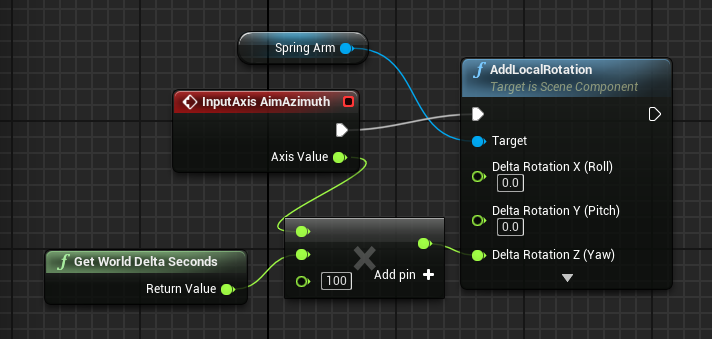 Spring Arm
AddLocalRotation
Target is Scene Component
InputAxis AimAzimuth
Target
Axis Value
Delta Rotation X (Roll)
0.0
Delta Rotation Y (Pitch)
0.0
Delta Rotation Z (Yaw)
Get World Delta Seconds
Return Value
100
Add pin